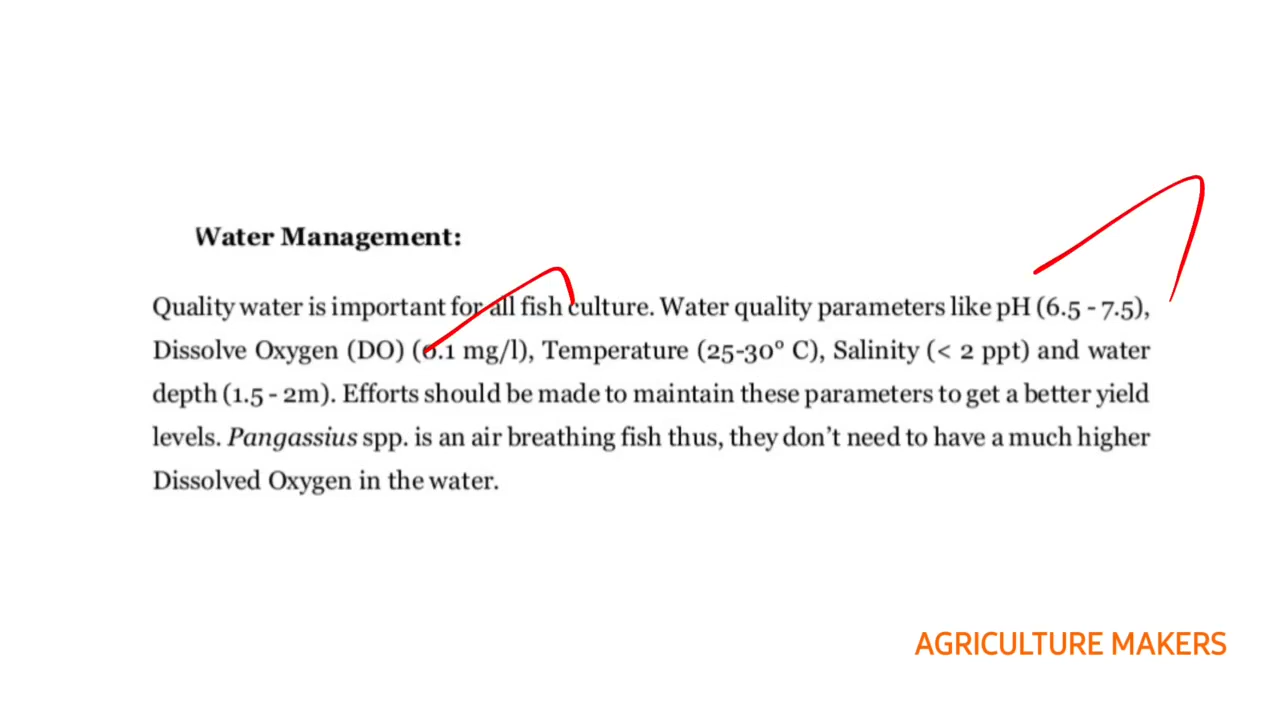 Water Management:
Quality water is important for all fish culture. Water quality parameters like pH (6.5 - 7.5),
Dissolve Oxygen (DO) (0.1 mg/l), Temperature (25-30° C), Salinity (< 2 ppt) and water
depth (1.5 - 2m). Efforts should be made to maintain these parameters to get a better yield
levels. Pangassius spp. is an air breathing fish thus, they don’t need to have a much higher
Dissolved Oxygen in the water.
AGRICULTURE MAKERS